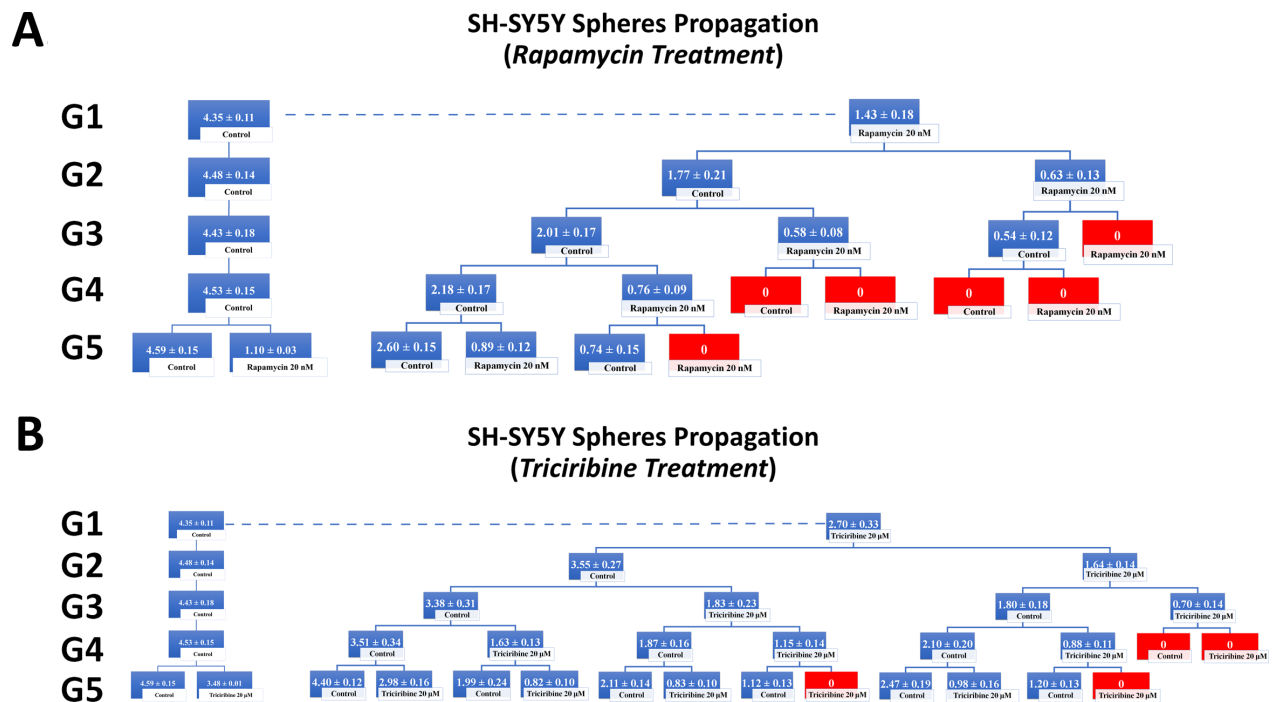 A
SH-SY5Y Spheres Propagation
(Rapamycin Treatment)
G1
4.35 ± 0.11
Control
1.43 ± 0.18
Rapamycin 20 nM
G2
4.48 ± 0.14
Control
1.77 ± 0.21
Control
0.63 ± 0.13
Rapamycin 20 nM
G3
4.43 ± 0.18
Control
2.01 ± 0.17
Control
0.58 ± 0.08
Rapamycin 20 nM
0.54 ± 0.12
Control
0
Rapamycin 20 nM
G4
4.53 ± 0.15
Control
2.18 ± 0.17
Control
0.76 ± 0.09
Rapamycin 20 nM
0
Control
0
Rapamycin 20 nM
0
Control
0
Rapamycin 20 nM
G5
4.59 ± 0.15
Control
1.10 ± 0.03
Rapamycin 20 nM
2.60 ± 0.15
Control
0.89 ± 0.12
Rapamycin 20 nM
0.74 ± 0.15
Control
0
Rapamycin 20 nM
B
SH-SY5Y Spheres Propagation
(Triciribine Treatment)
G1
4.35 ± 0.11
Control
2.70 ± 0.33
Triciribine 20 µM
G2
4.48 ± 0.14
Control
3.55 ± 0.27
Control
1.64 ± 0.14
Triciribine 20 µM
G3
4.43 ± 0.18
Control
3.38 ± 0.31
Control
1.83 ± 0.23
Triciribine 20 µM
1.80 ± 0.18
Control
0.70 ± 0.14
Triciribine 20 µM
G4
4.53 ± 0.15
Control
3.51 ± 0.34
Control
1.63 ± 0.13
Triciribine 20 µM
1.87 ± 0.16
Control
1.15 ± 0.14
Triciribine 20 µM
2.10 ± 0.20
Control
0.88 ± 0.11
Triciribine 20 µM
0
Control
0
Triciribine 20 µM
G5
4.59 ± 0.15
Control
3.48 ± 0.01
Triciribine 20 µM
4.40 ± 0.12
Control
2.98 ± 0.16
Triciribine 20 µM
1.99 ± 0.24
Control
0.82 ± 0.10
Triciribine 20 µM
2.11 ± 0.14
Control
0.83 ± 0.10
Triciribine 20 µM
1.12 ± 0.13
Control
0
Triciribine 20 µM
2.47 ± 0.19
Control
0.98 ± 0.16
Triciribine 20 µM
1.20 ± 0.13
Control
0
Triciribine 20 µM